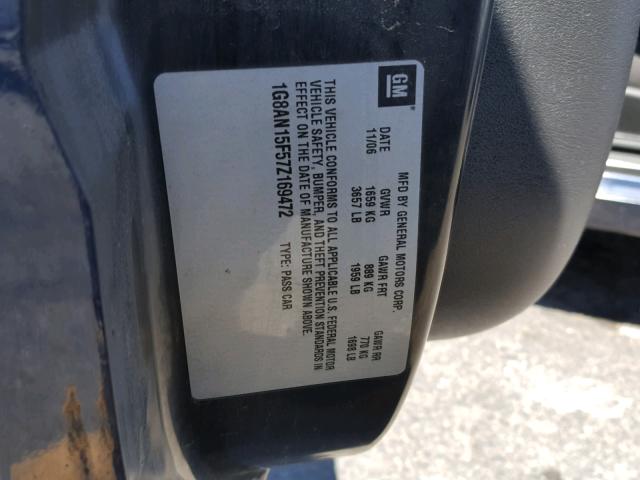 GM
MFD BY GENERAL MOTORS CORP.
DATE GVWR GAWR FRT GAWR RR
11/06 1659 KG 889 KG 770 KG
3657 LB 1959 LB 1698 LB
THIS VEHICLE CONFORMS TO ALL APPLICABLE U.S. FEDERAL MOTOR
VEHICLE SAFETY, BUMPER, AND THEFT PREVENTION STANDARDS IN
EFFECT ON THE DATE OF MANUFACTURE SHOWN ABOVE.
1G8AN15F57Z169472 TYPE: PASS CAR